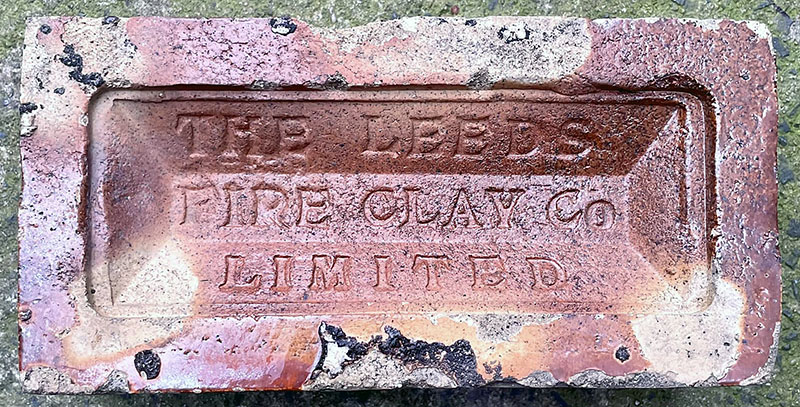 THE LEEDS
FIRE CLAY Co
LIMITED